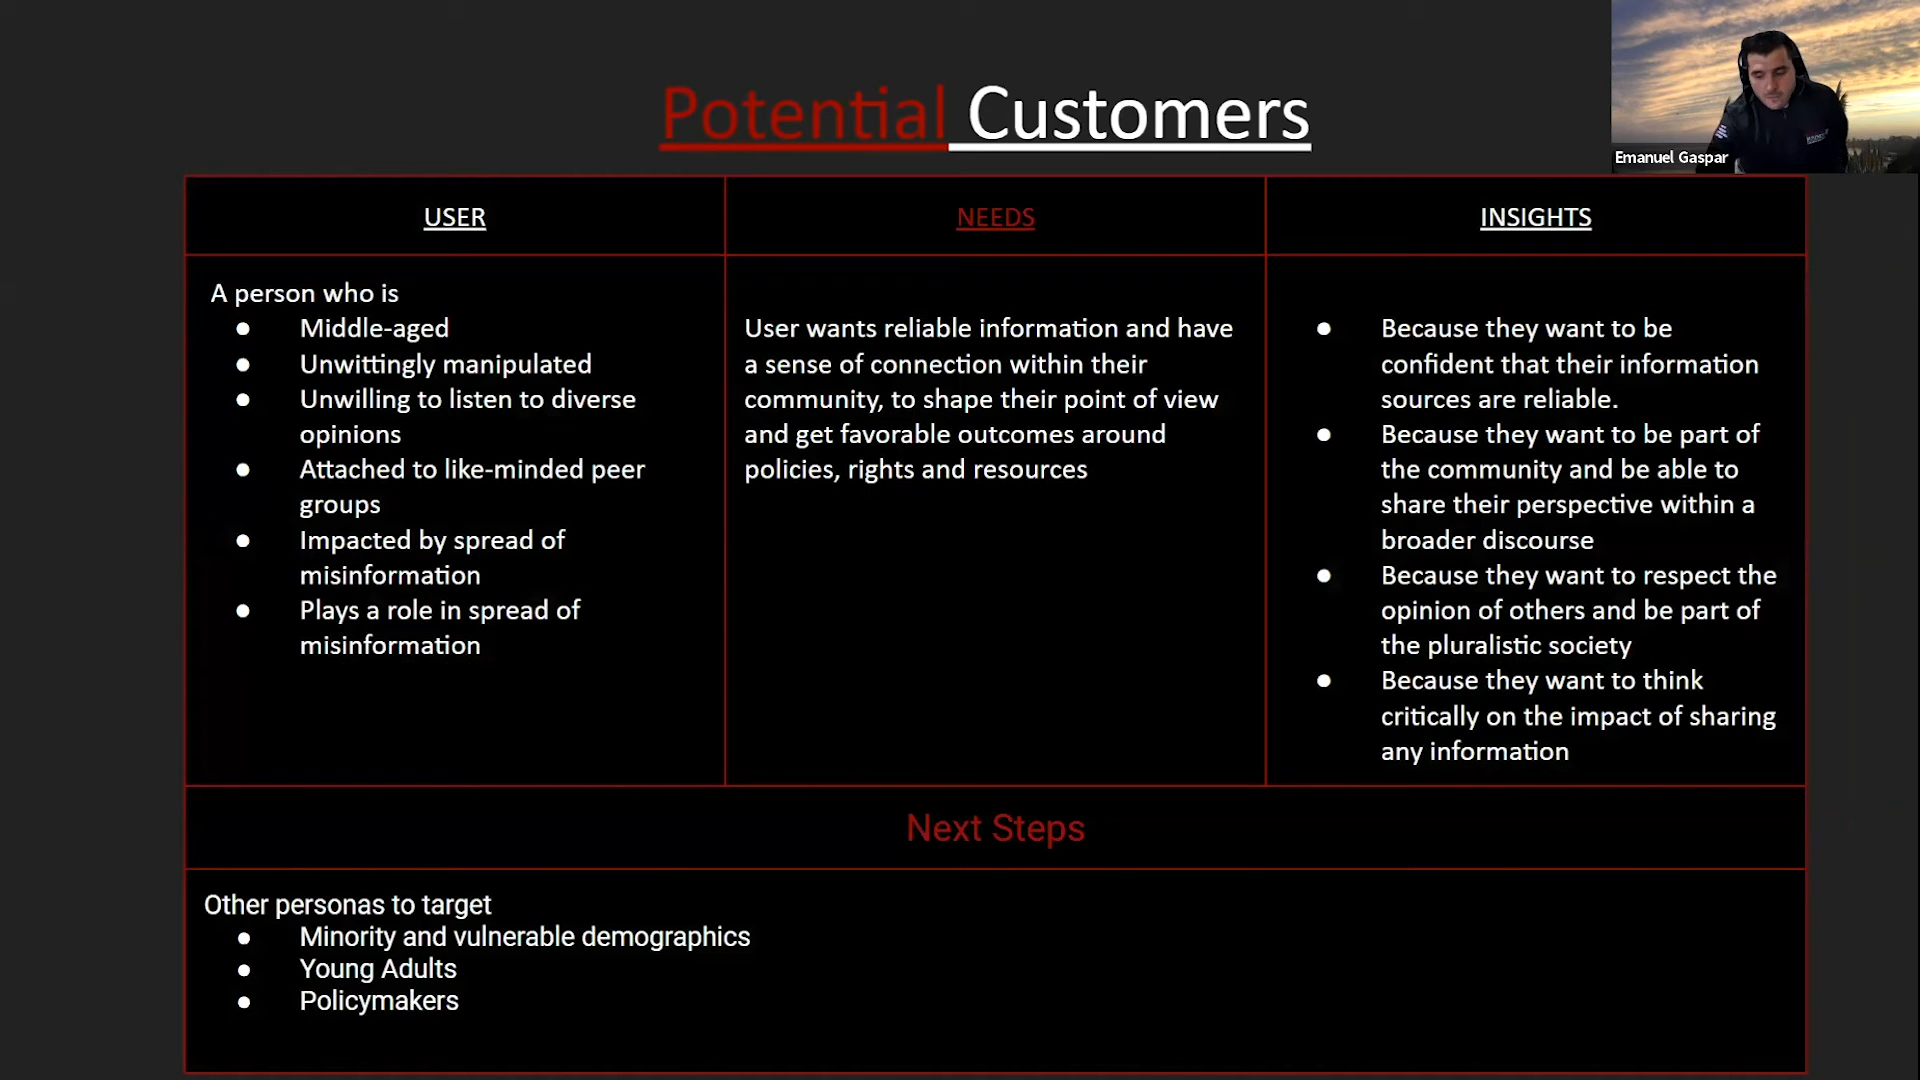 Potential Customers
Emanuel Gaspar
USER
NEEDS
INSIGHTS
A person who is
● Middle-aged
● Unwittingly manipulated
● Unwilling to listen to diverse
opinions
● Attached to like-minded peer
groups
● Impacted by spread of
misinformation
● Plays a role in spread of
misinformation
User wants reliable information and have
a sense of connection within their
community, to shape their point of view
and get favorable outcomes around
policies, rights and resources
● Because they want to be
confident that their information
sources are reliable.
● Because they want to be part of
the community and be able to
share their perspective within a
broader discourse
● Because they want to respect the
opinion of others and be part of
the pluralistic society
● Because they want to think
critically on the impact of sharing
any information
Next Steps
Other personas to target
● Minority and vulnerable demographics
● Young Adults
● Policymakers